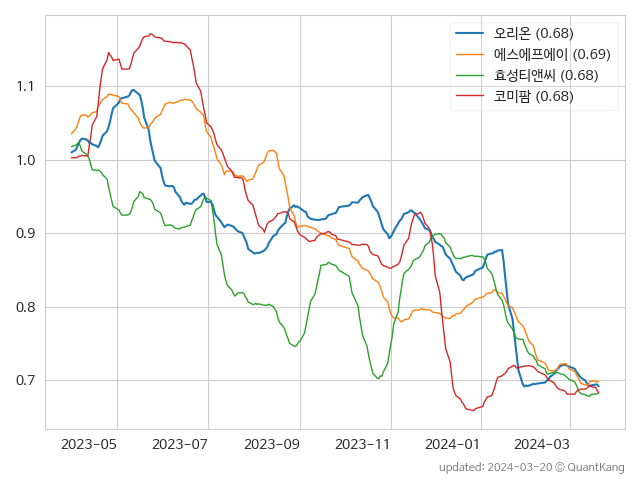 오리온 (0.68)
에스에프에이 (0.69)
효성티앤씨 (0.68)
코미팜 (0.68)
1.1
1.0
0.9
0.8
0.7
2023-05 2023-07 2023-09 2023-11 2024-01 2024-03
updated: 2024-03-20 © QuantKang